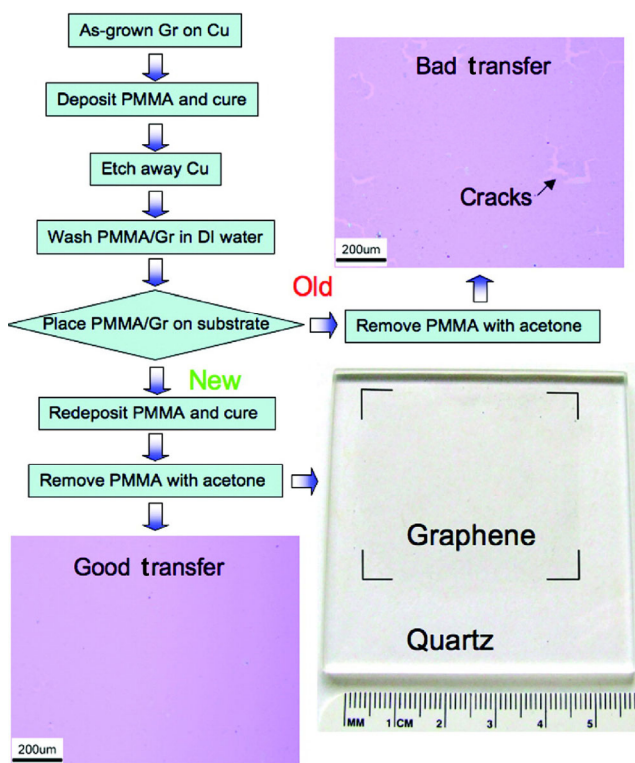 As-grown Gr on Cu
Deposit PMMA and cure
Etch away Cu
Wash PMMA/Gr in DI water
Place PMMA/Gr on substrate
Old
Remove PMMA with acetone
Bad transfer
Cracks
200um
New
Redeposit PMMA and cure
Remove PMMA with acetone
Good transfer
200um
Graphene
Quartz
MM 1 CM 2 3 4 5